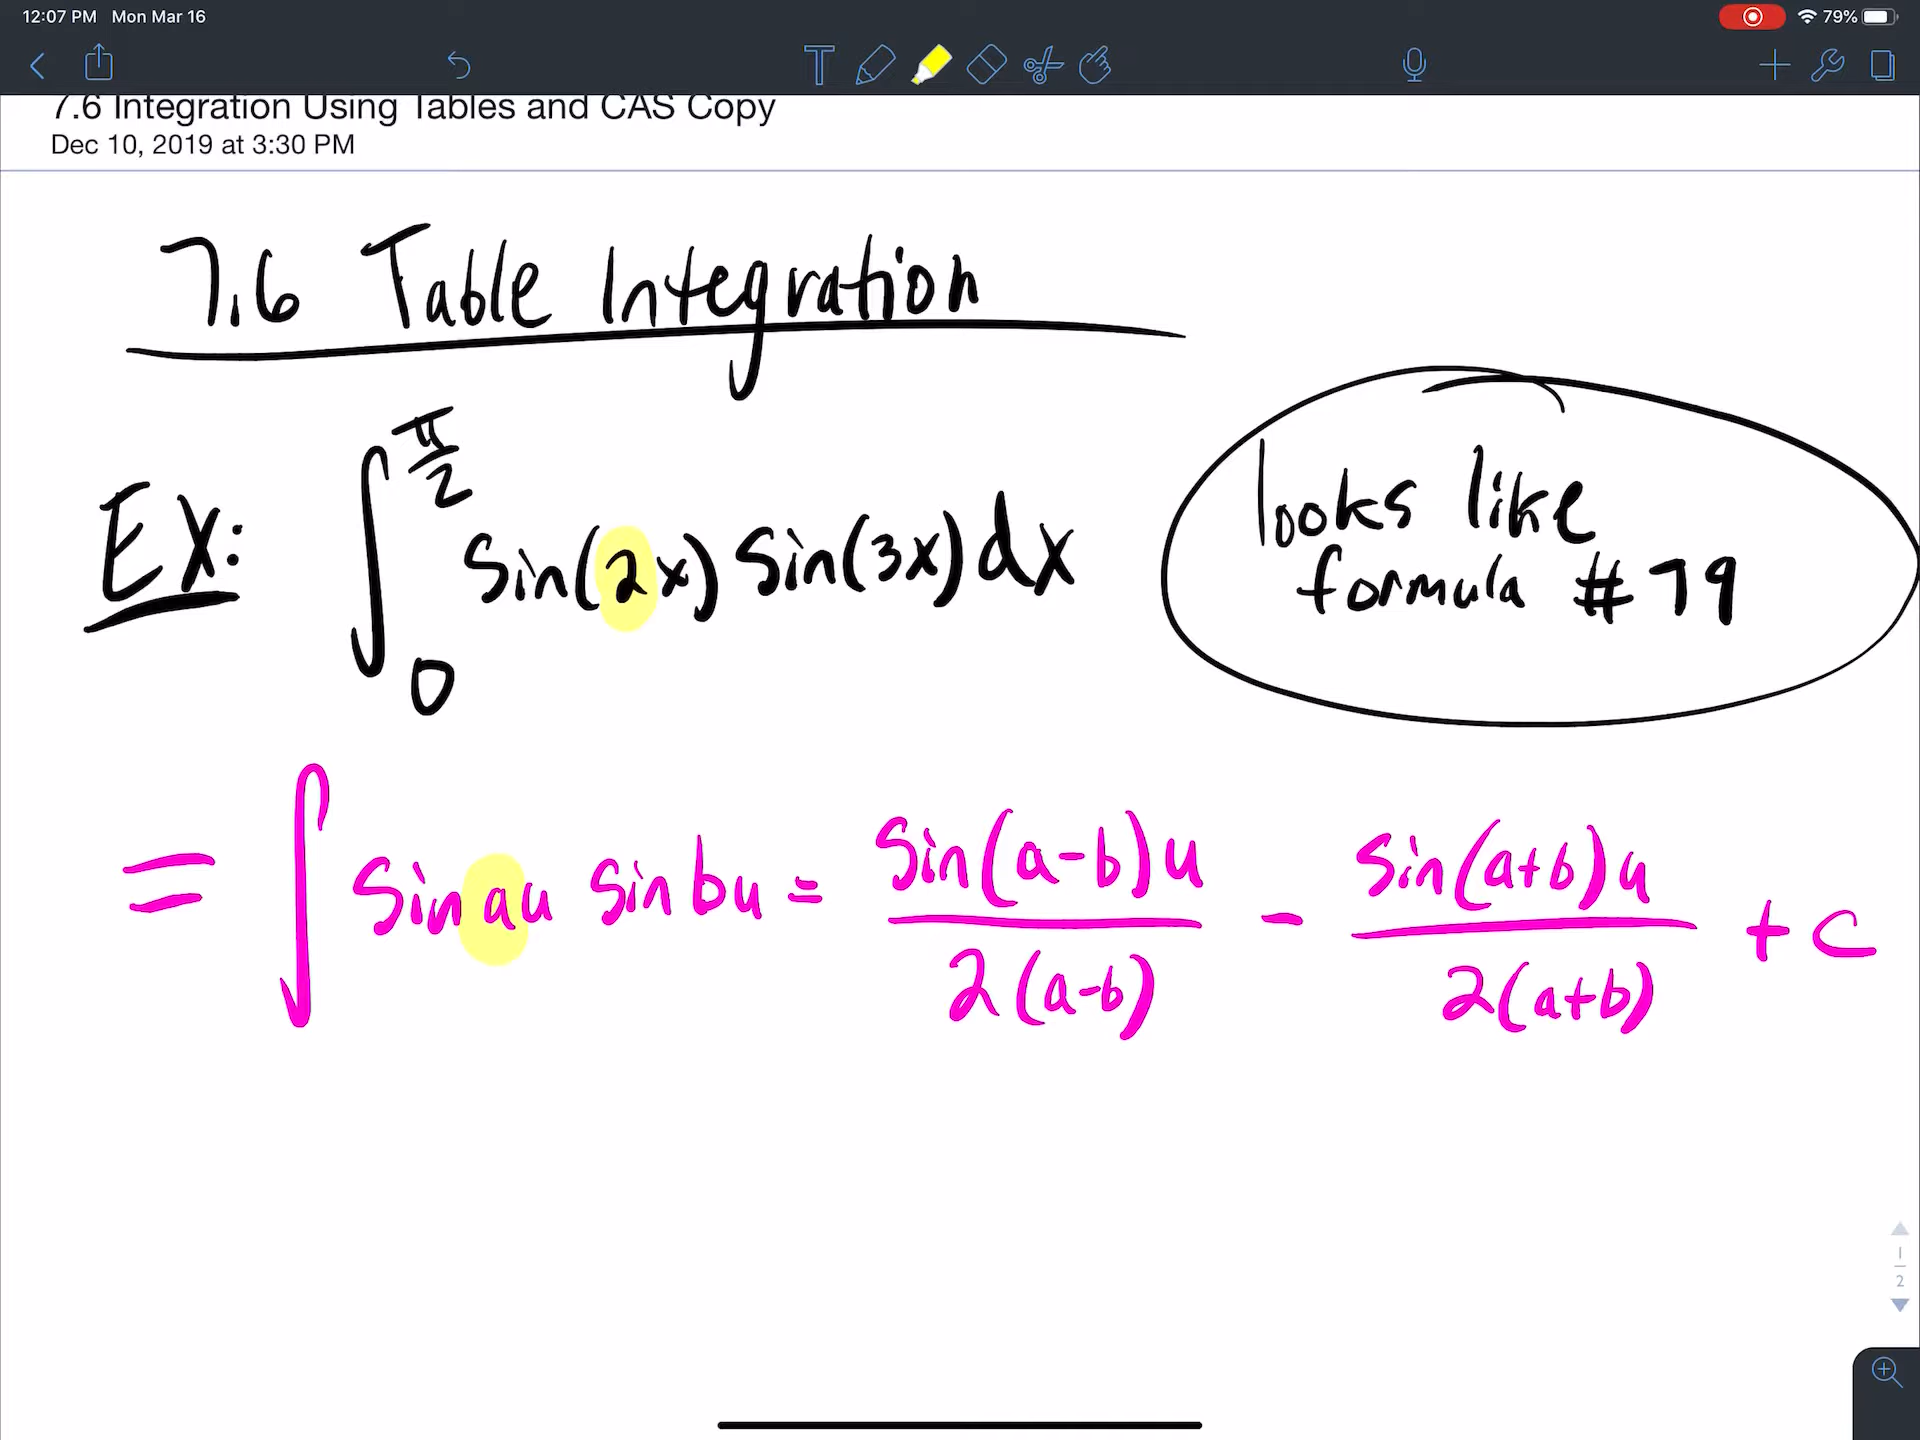 12:07 PM Mon Mar 16 79%
7.6 Integration Using Tables and CAS Copy
Dec 10, 2019 at 3:30 PM
7.6 Table Integration
Ex: ∫₀^(π/2) Sin(2x) Sin(3x) dx
looks like
formula #79
= ∫ Sin au Sin bu = Sin(a-b)u / 2(a-b) - Sin(a+b)u / 2(a+b) + C
1
2